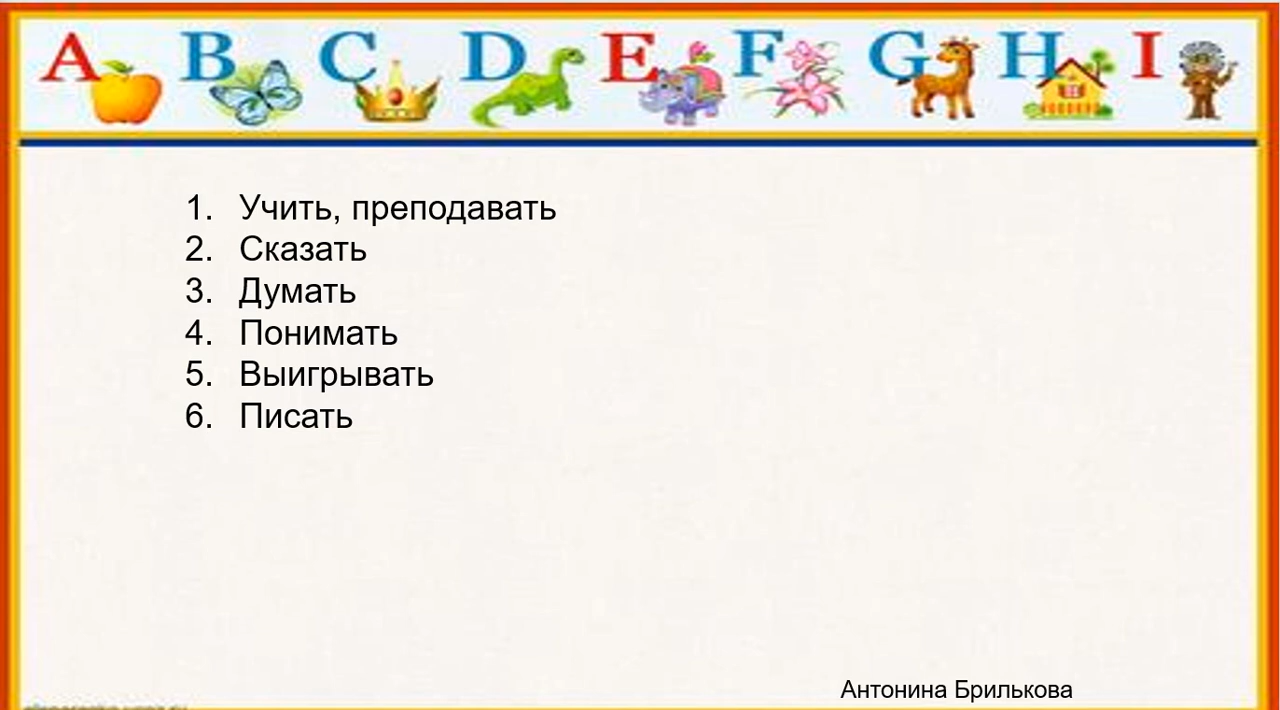 A B C D E F G H I
1. Учить, преподавать
2. Сказать
3. Думать
4. Понимать
5. Выигрывать
6. Писать
Антонина Брилькова